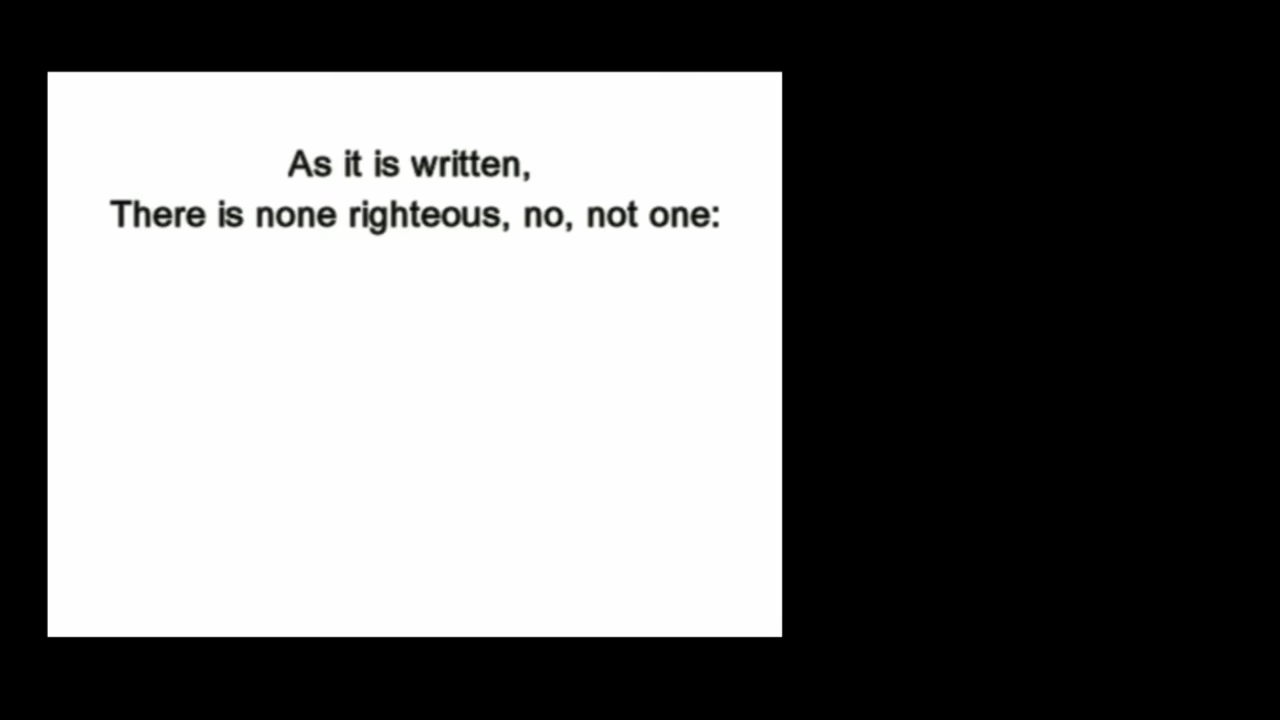 As it is written,
There is none righteous, no, not one: